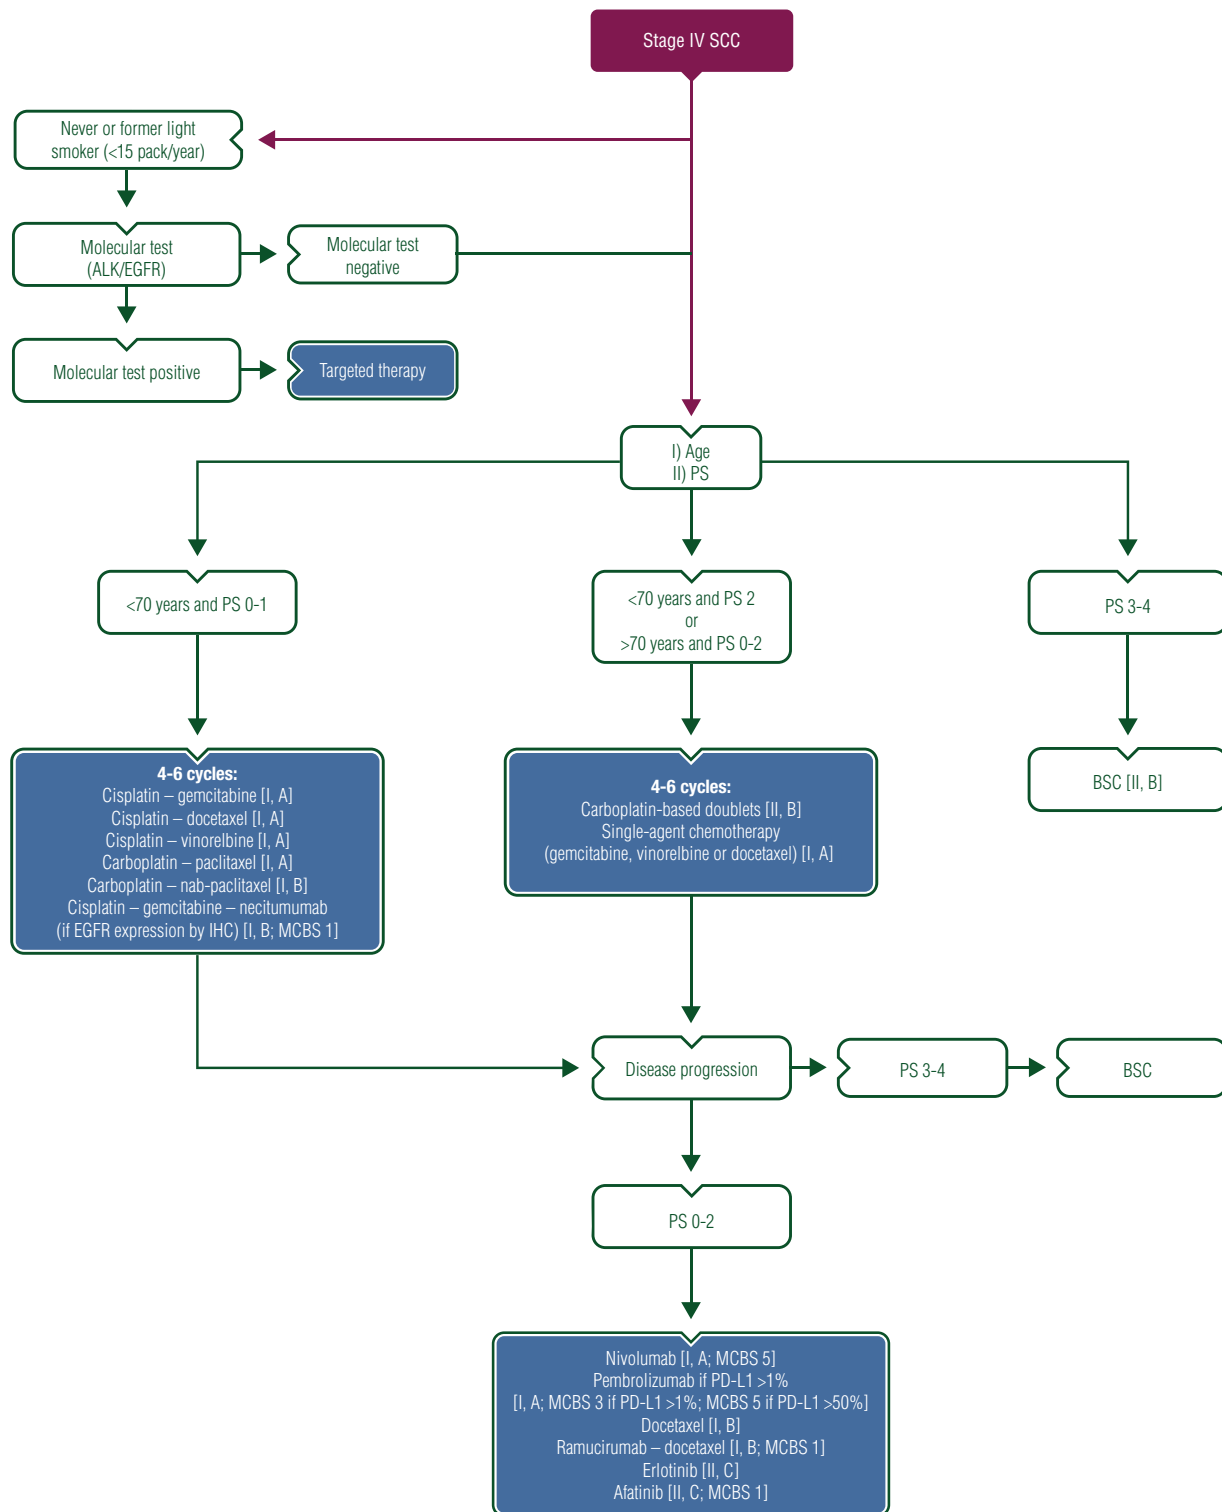 Stage IV SCC
Never or former light
smoker (<15 pack/year)
Molecular test
(ALK/EGFR)
Molecular test
negative
Molecular test positive
Targeted therapy
I) Age
II) PS
<70 years and PS 0-1
<70 years and PS 2
or
>70 years and PS 0-2
PS 3-4
4-6 cycles:
Cisplatin – gemcitabine [I, A]
Cisplatin – docetaxel [I, A]
Cisplatin – vinorelbine [I, A]
Carboplatin – paclitaxel [I, A]
Carboplatin – nab-paclitaxel [I, B]
Cisplatin – gemcitabine – necitumumab
(if EGFR expression by IHC) [I, B; MCBS 1]
4-6 cycles:
Carboplatin-based doublets [II, B]
Single-agent chemotherapy
(gemcitabine, vinorelbine or docetaxel) [I, A]
BSC [II, B]
Disease progression
PS 3-4
BSC
PS 0-2
Nivolumab [I, A; MCBS 5]
Pembrolizumab if PD-L1 >1%
[I, A; MCBS 3 if PD-L1 >1%; MCBS 5 if PD-L1 >50%]
Docetaxel [I, B]
Ramucirumab – docetaxel [I, B; MCBS 1]
Erlotinib [II, C]
Afatinib [II, C; MCBS 1]